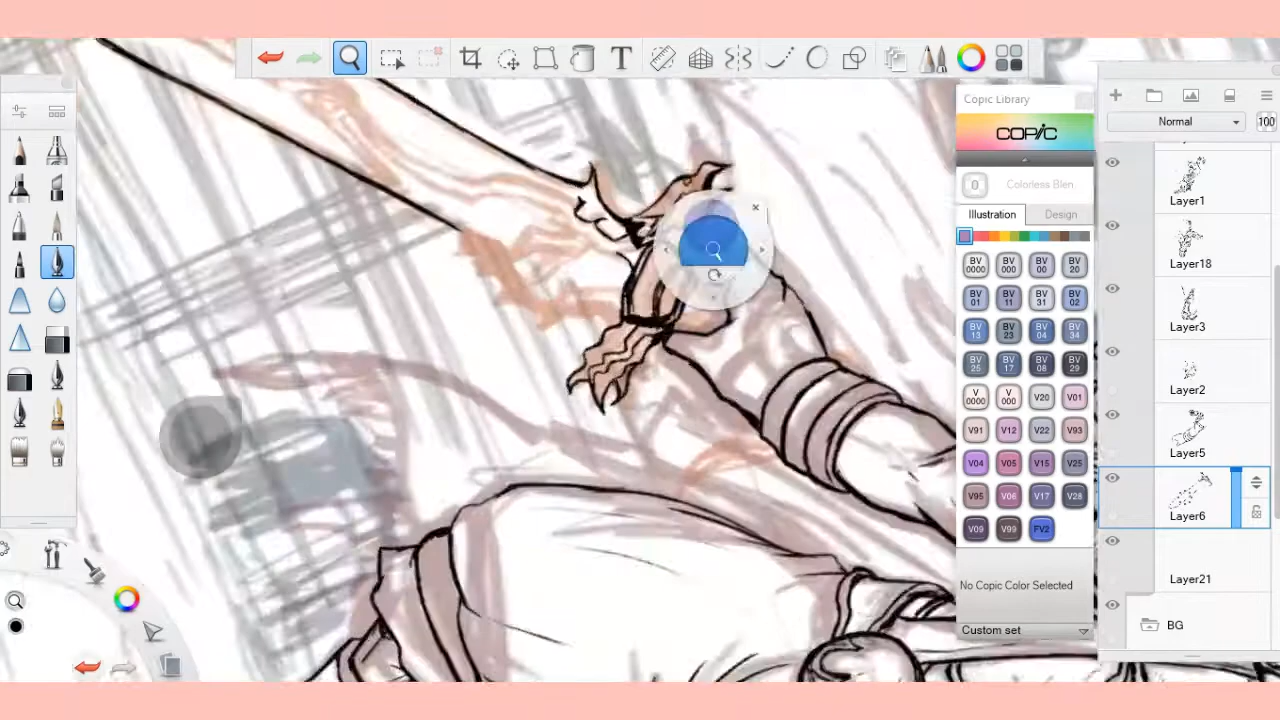 T
Copic Library
COPIC
0 Colorless Blen
Illustration Design
BV 0000 BV 000 BV 00 BV 20
BV 01 BV 11 BV 31 BV 02
BV 13 BV 23 BV 04 BV 34
BV 25 BV 17 BV 08 BV 29
V 0000 V 000 V20 V01
V91 V12 V22 V93
V04 V05 V15 V25
V95 V06 V17 V28
V09 V99 FV2
No Copic Color Selected
Custom set
Normal 100
Layer1
Layer18
Layer3
Layer2
Layer5
Layer6
Layer21
BG